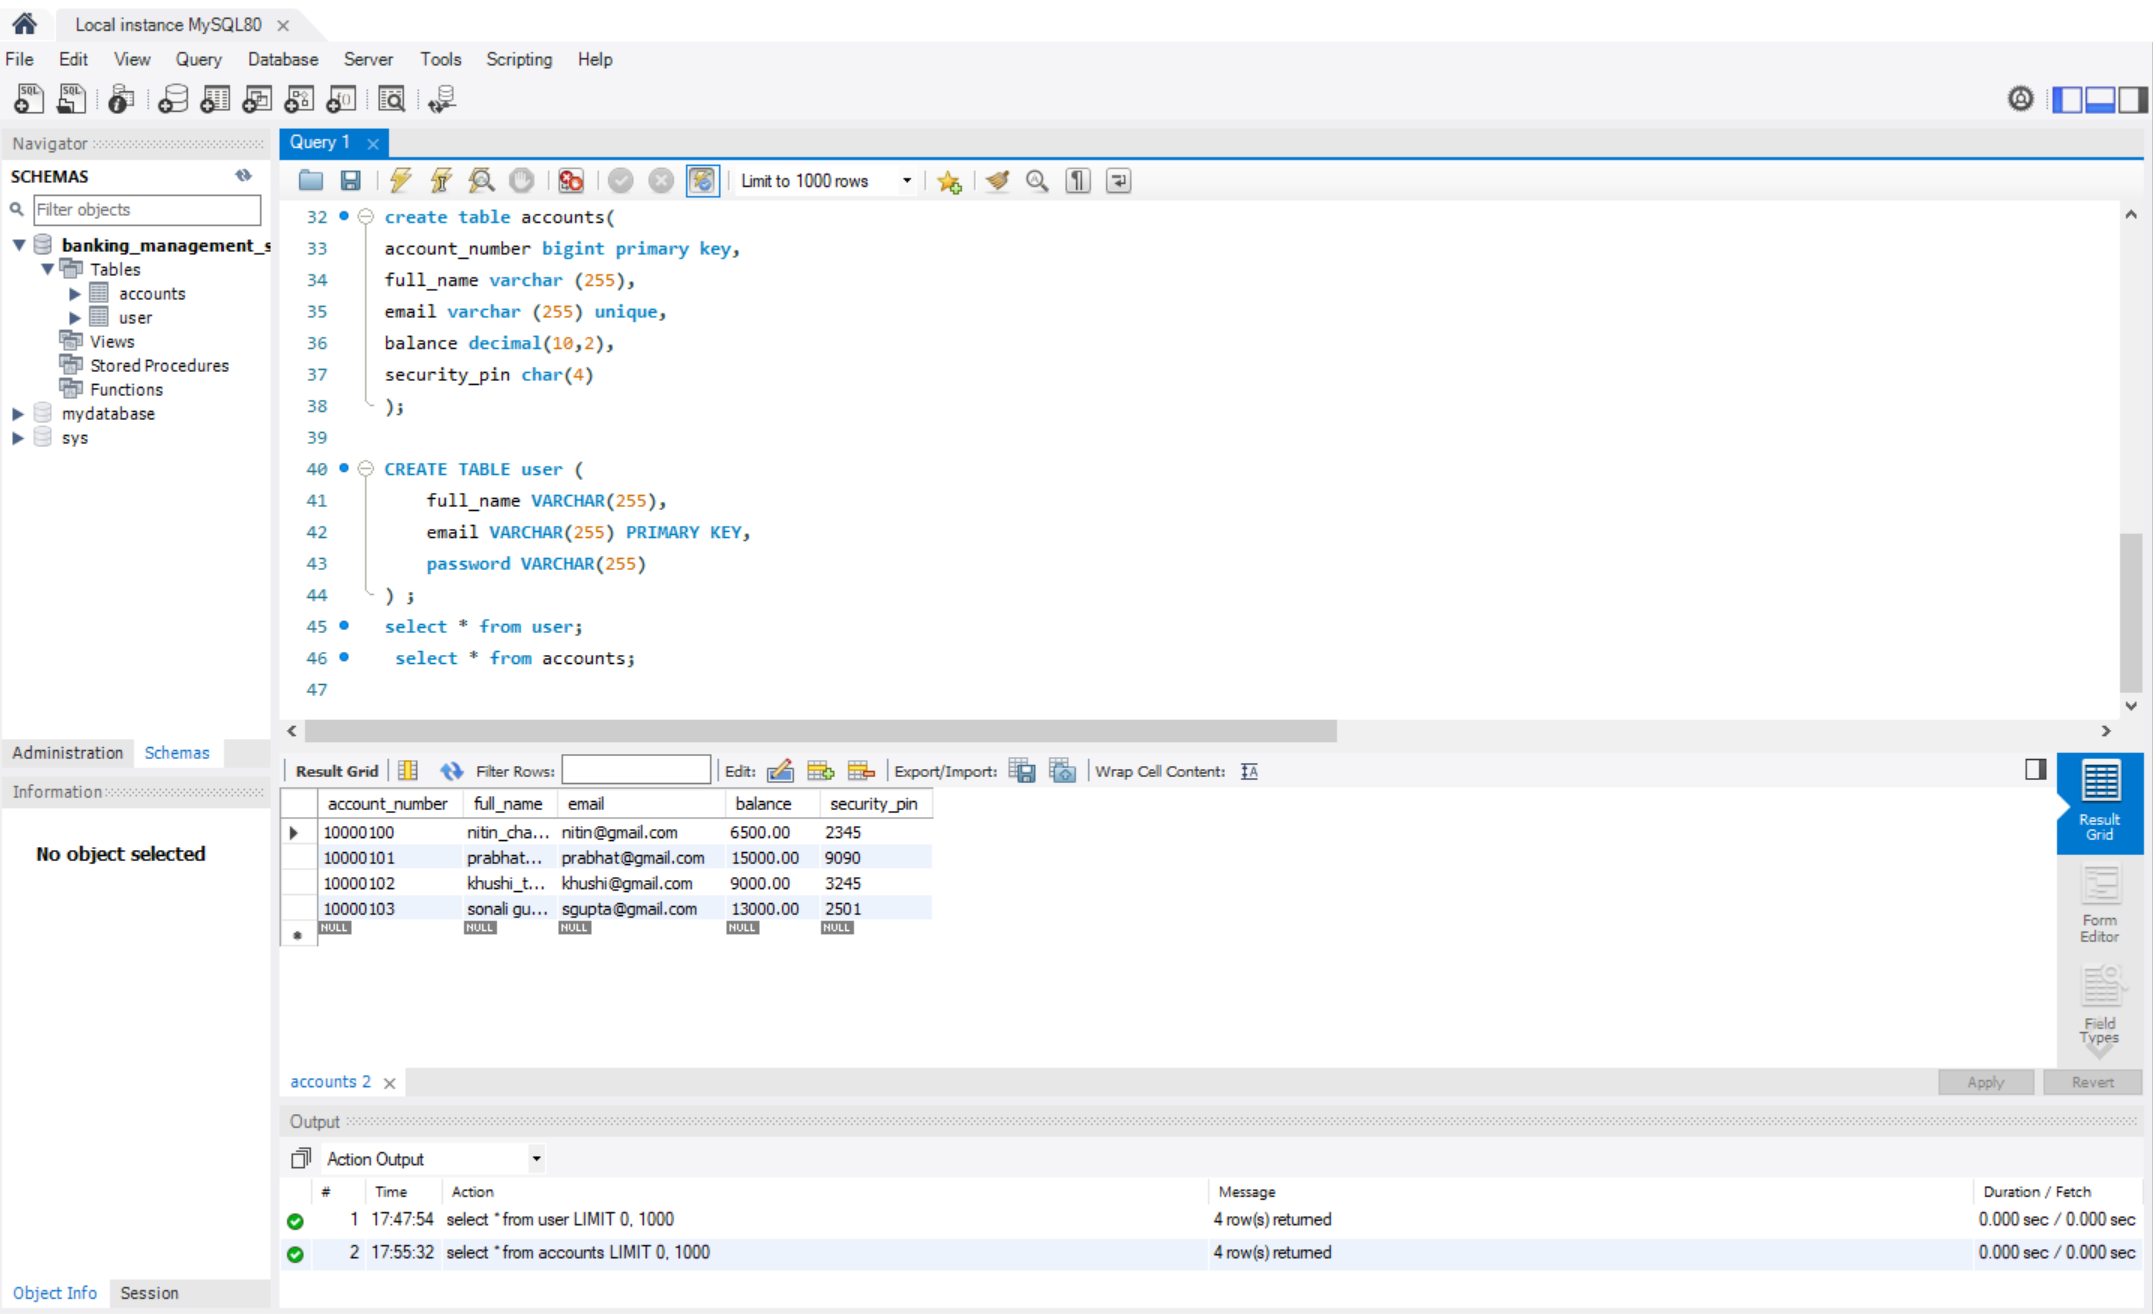 Local instance MySQL80
File Edit View Query Database Server Tools Scripting Help
Navigator
SCHEMAS
Filter objects
banking_management_s
Tables
accounts
user
Views
Stored Procedures
Functions
mydatabase
sys
Administration Schemas
Information
No object selected
Object Info Session
Query 1
Limit to 1000 rows
32 create table accounts(
33 account_number bigint primary key,
34 full_name varchar (255),
35 email varchar (255) unique,
36 balance decimal(10,2),
37 security_pin char(4)
38 );
39
40 CREATE TABLE user (
41 full_name VARCHAR(255),
42 email VARCHAR(255) PRIMARY KEY,
43 password VARCHAR(255)
44 ) ;
45 select * from user;
46 select * from accounts;
47
Result Grid Filter Rows: Edit: Export/Import: Wrap Cell Content:
account_number full_name email balance security_pin
10000100 nitin_cha... nitin@gmail.com 6500.00 2345
10000101 prabhat... prabhat@gmail.com 15000.00 9090
10000102 khushi_t... khushi@gmail.com 9000.00 3245
10000103 sonali gu... sgupta@gmail.com 13000.00 2501
NULL NULL NULL NULL NULL
Result
Grid
Form
Editor
Field
Types
accounts 2 Apply Revert
Output
Action Output
# Time Action Message Duration / Fetch
1 17:47:54 select * from user LIMIT 0, 1000 4 row(s) returned 0.000 sec / 0.000 sec
2 17:55:32 select * from accounts LIMIT 0, 1000 4 row(s) returned 0.000 sec / 0.000 sec